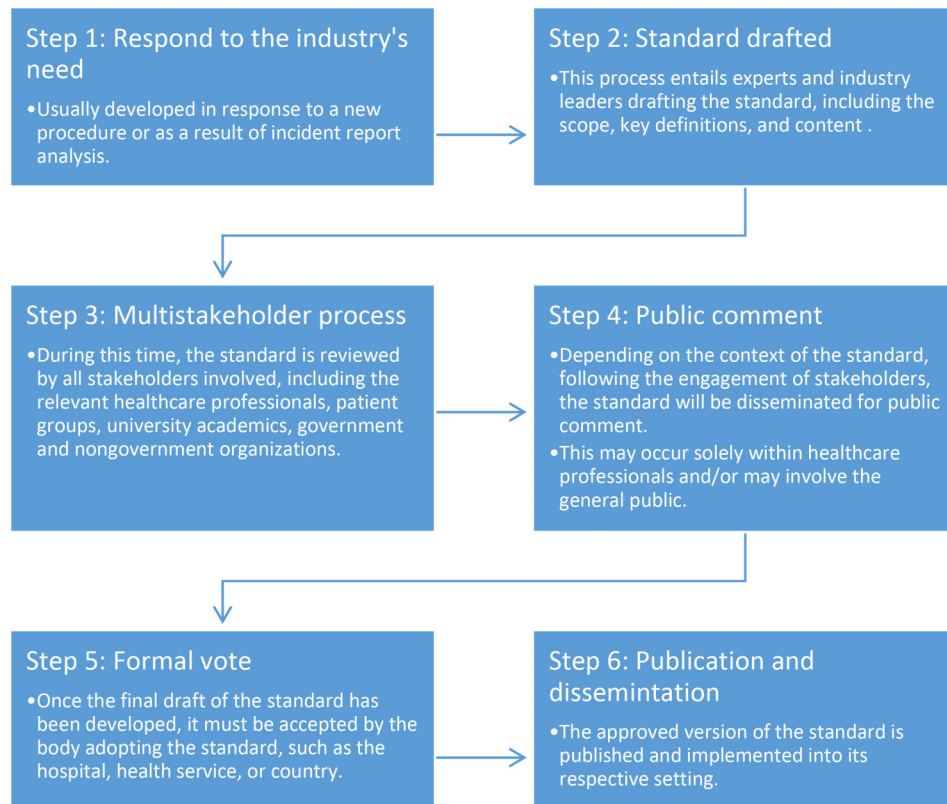 Step 1: Respond to the industry's
need
•Usually developed in response to a new
procedure or as a result of incident report
analysis.
Step 2: Standard drafted
•This process entails experts and industry
leaders drafting the standard, including the
scope, key definitions, and content .
Step 3: Multistakeholder process
•During this time, the standard is reviewed
by all stakeholders involved, including the
relevant healthcare professionals, patient
groups, university academics, government
and nongovernment organizations.
Step 4: Public comment
•Depending on the context of the standard,
following the engagement of stakeholders,
the standard will be disseminated for public
comment.
•This may occur solely within healthcare
professionals and/or may involve the
general public.
Step 5: Formal vote
•Once the final draft of the standard has
been developed, it must be accepted by the
body adopting the standard, such as the
hospital, health service, or country.
Step 6: Publication and
dissemintation
•The approved version of the standard is
published and implemented into its
respective setting.